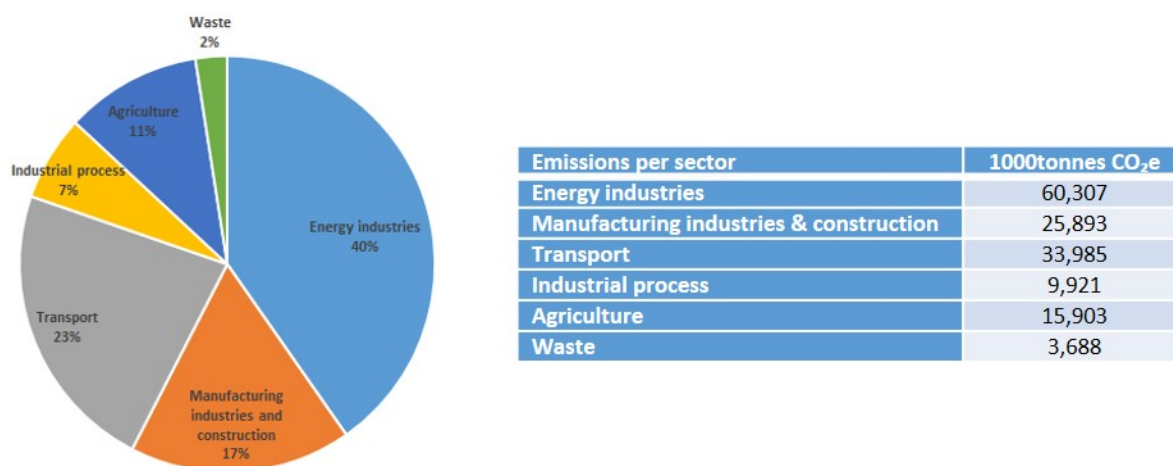 Waste
2%
Agriculture
11%
Industrial process
7%
Energy industries
40%
Transport
23%
Manufacturing
industries and
construction
17%
Emissions per sector 1000tonnes CO₂e
Energy industries 60,307
Manufacturing industries & construction 25,893
Transport 33,985
Industrial process 9,921
Agriculture 15,903
Waste 3,688